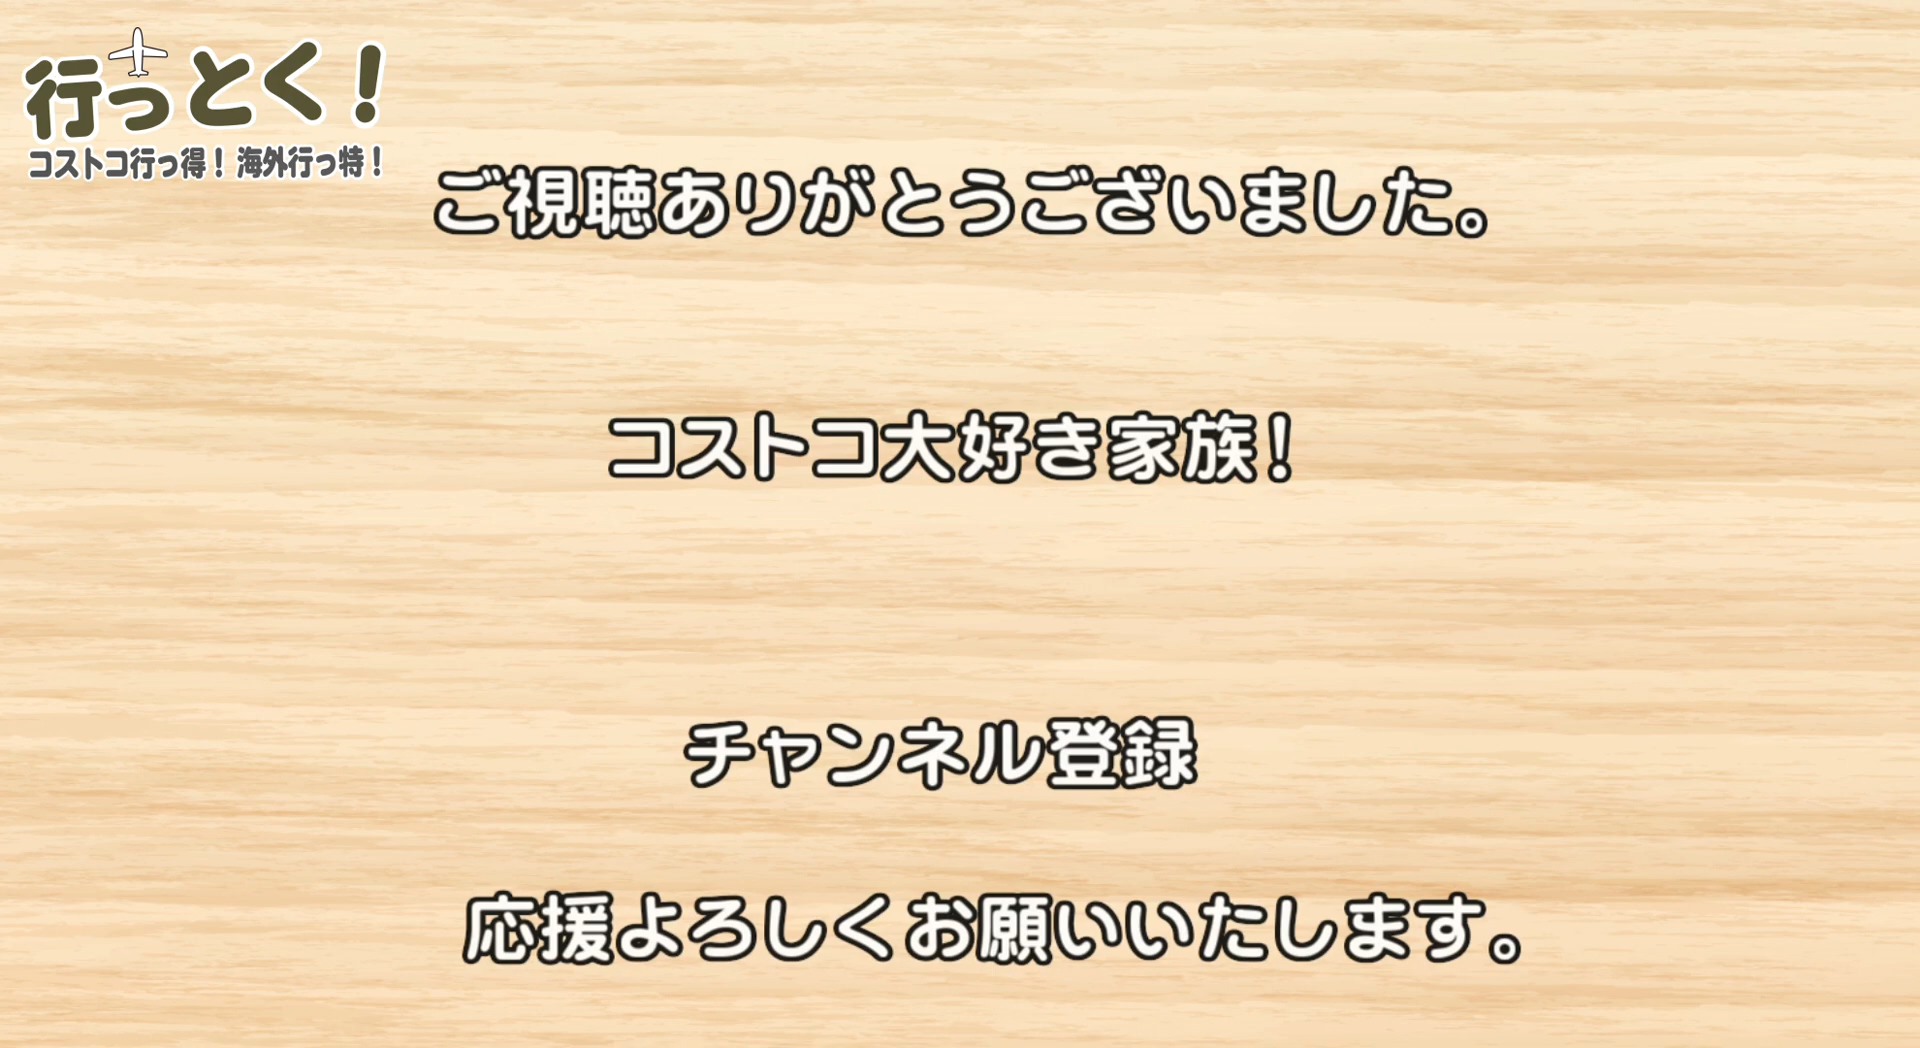 行っとく！
コストコ行っ得！海外行っ特！
ご視聴ありがとうございました。
コストコ大好き家族！
チャンネル登録
応援よろしくお願いいたします。